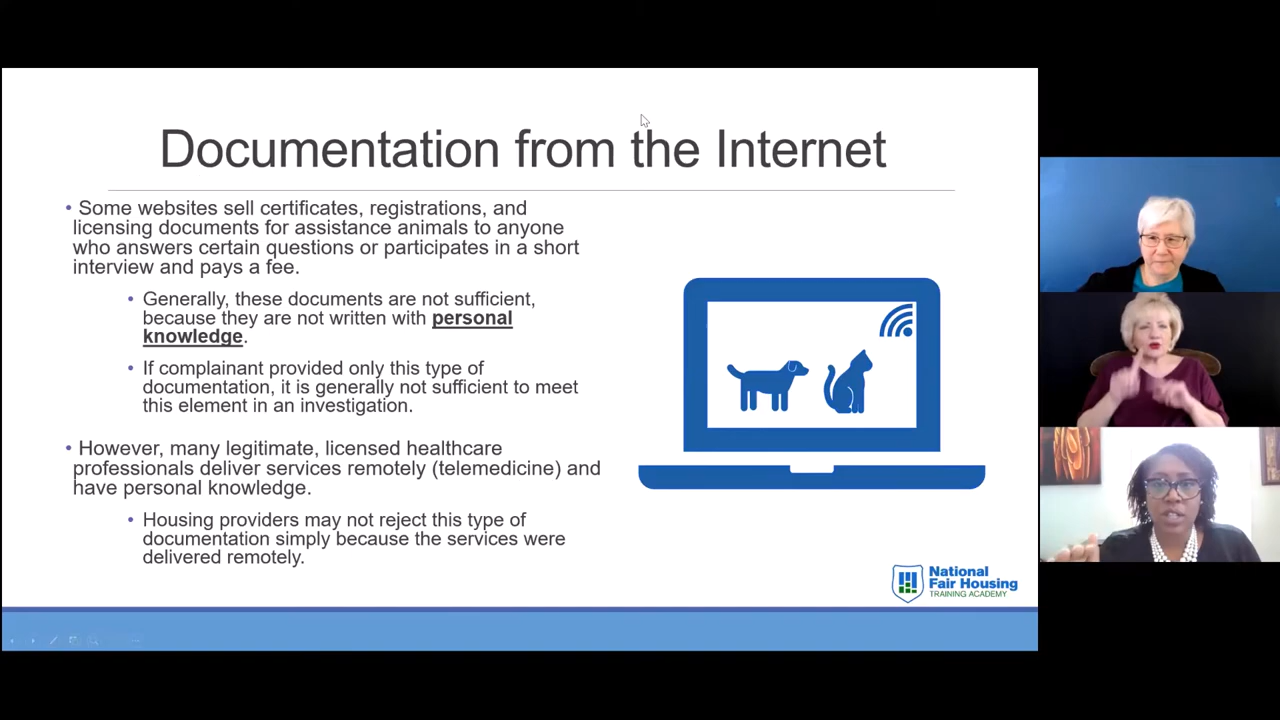 Documentation from the Internet
• Some websites sell certificates, registrations, and
licensing documents for assistance animals to anyone
who answers certain questions or participates in a short
interview and pays a fee.
• Generally, these documents are not sufficient,
because they are not written with personal
knowledge.
• If complainant provided only this type of
documentation, it is generally not sufficient to meet
this element in an investigation.
• However, many legitimate, licensed healthcare
professionals deliver services remotely (telemedicine) and
have personal knowledge.
• Housing providers may not reject this type of
documentation simply because the services were
delivered remotely.
National
Fair Housing
TRAINING ACADEMY